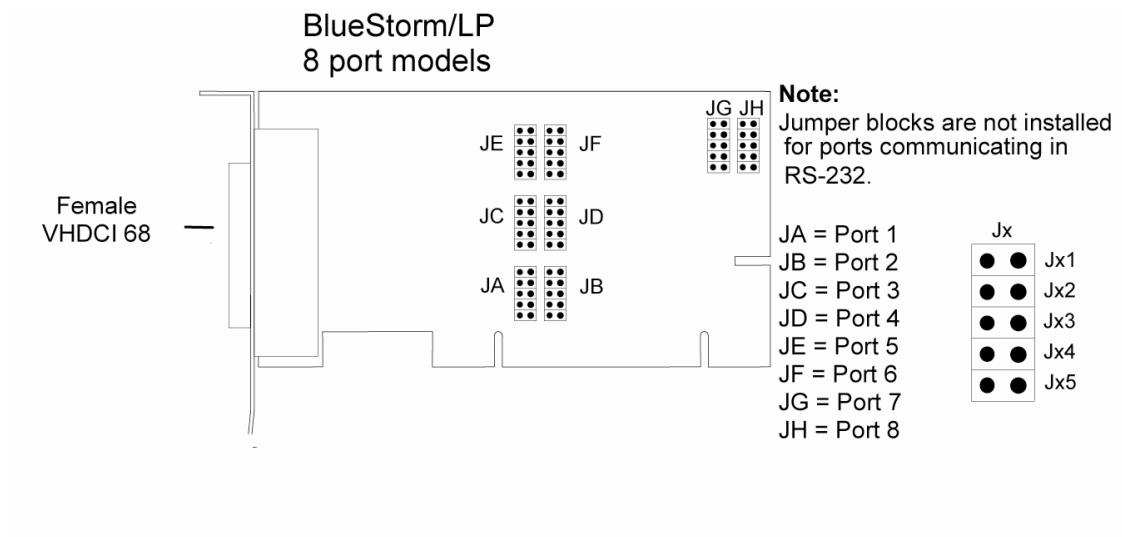 BlueStorm/LP
8 port models
JG JH
JE
JF
Female
VHDCI 68
JC
JD
JA
JB
Note:
Jumper blocks are not installed
for ports communicating in
RS-232.
JA = Port 1
JB = Port 2
JC = Port 3
JD = Port 4
JE = Port 5
JF = Port 6
JG = Port 7
JH = Port 8
Jx
Jx1
Jx2
Jx3
Jx4
Jx5